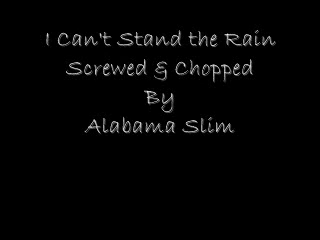 I Can't Stand the Rain
Screwed & Chopped
By
Alabama Slim